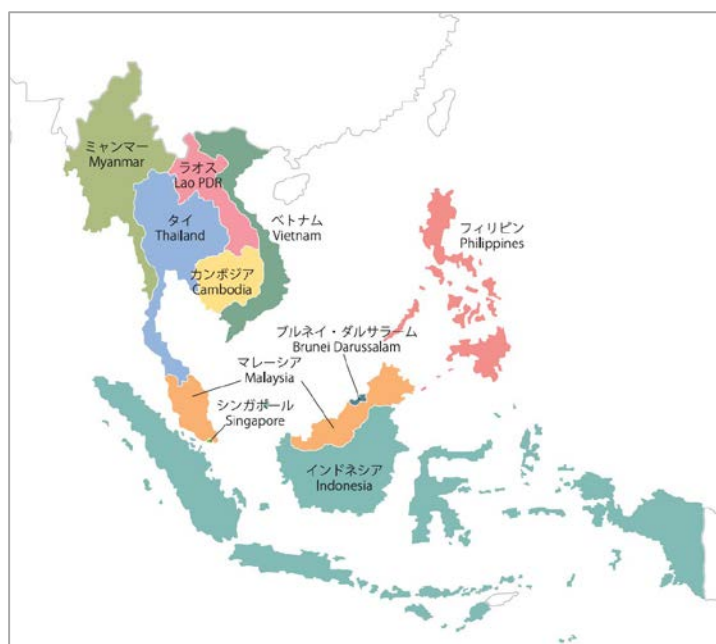 ミャンマー
Myanmar
ラオス
Lao PDR
タイ
Thailand
ベトナム
Vietnam
フィリピン
Philippines
カンボジア
Cambodia
ブルネイ・ダルサラーム
Brunei Darussalam
マレーシア
Malaysia
シンガポール
Singapore
インドネシア
Indonesia